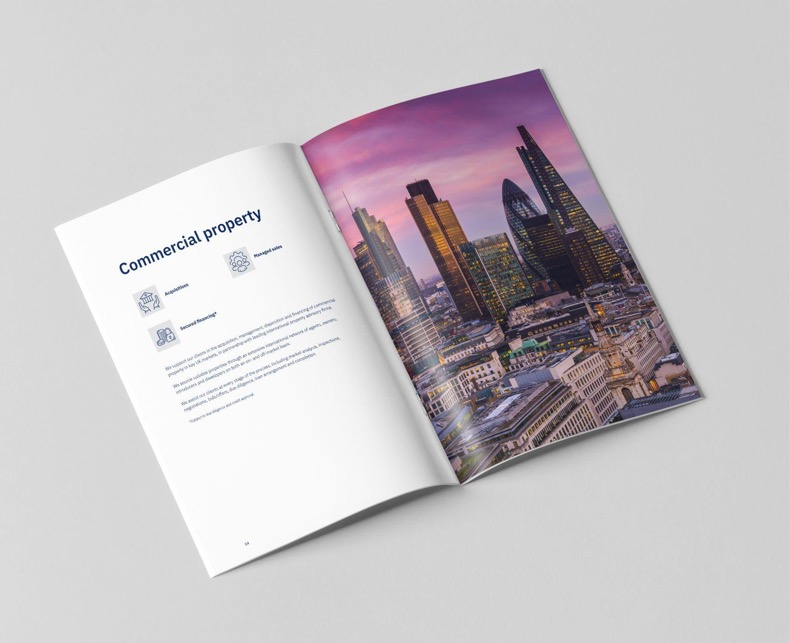 Commercial property
Acquisitions
Managed sales
Secured financing*
We support our clients in the acquisition, management, disposition and financing of commercial
property in key UK markets, in partnership with leading international property advisory firms.
We source suitable properties through an extensive international network of agents, owners,
introducers and developers on both an on- and off-market basis.
We assist our clients at every stage of the process, including market analysis, inspections,
negotiations, bids/offers, due diligence, loan arrangement and completion.
*Subject to due diligence and credit approval